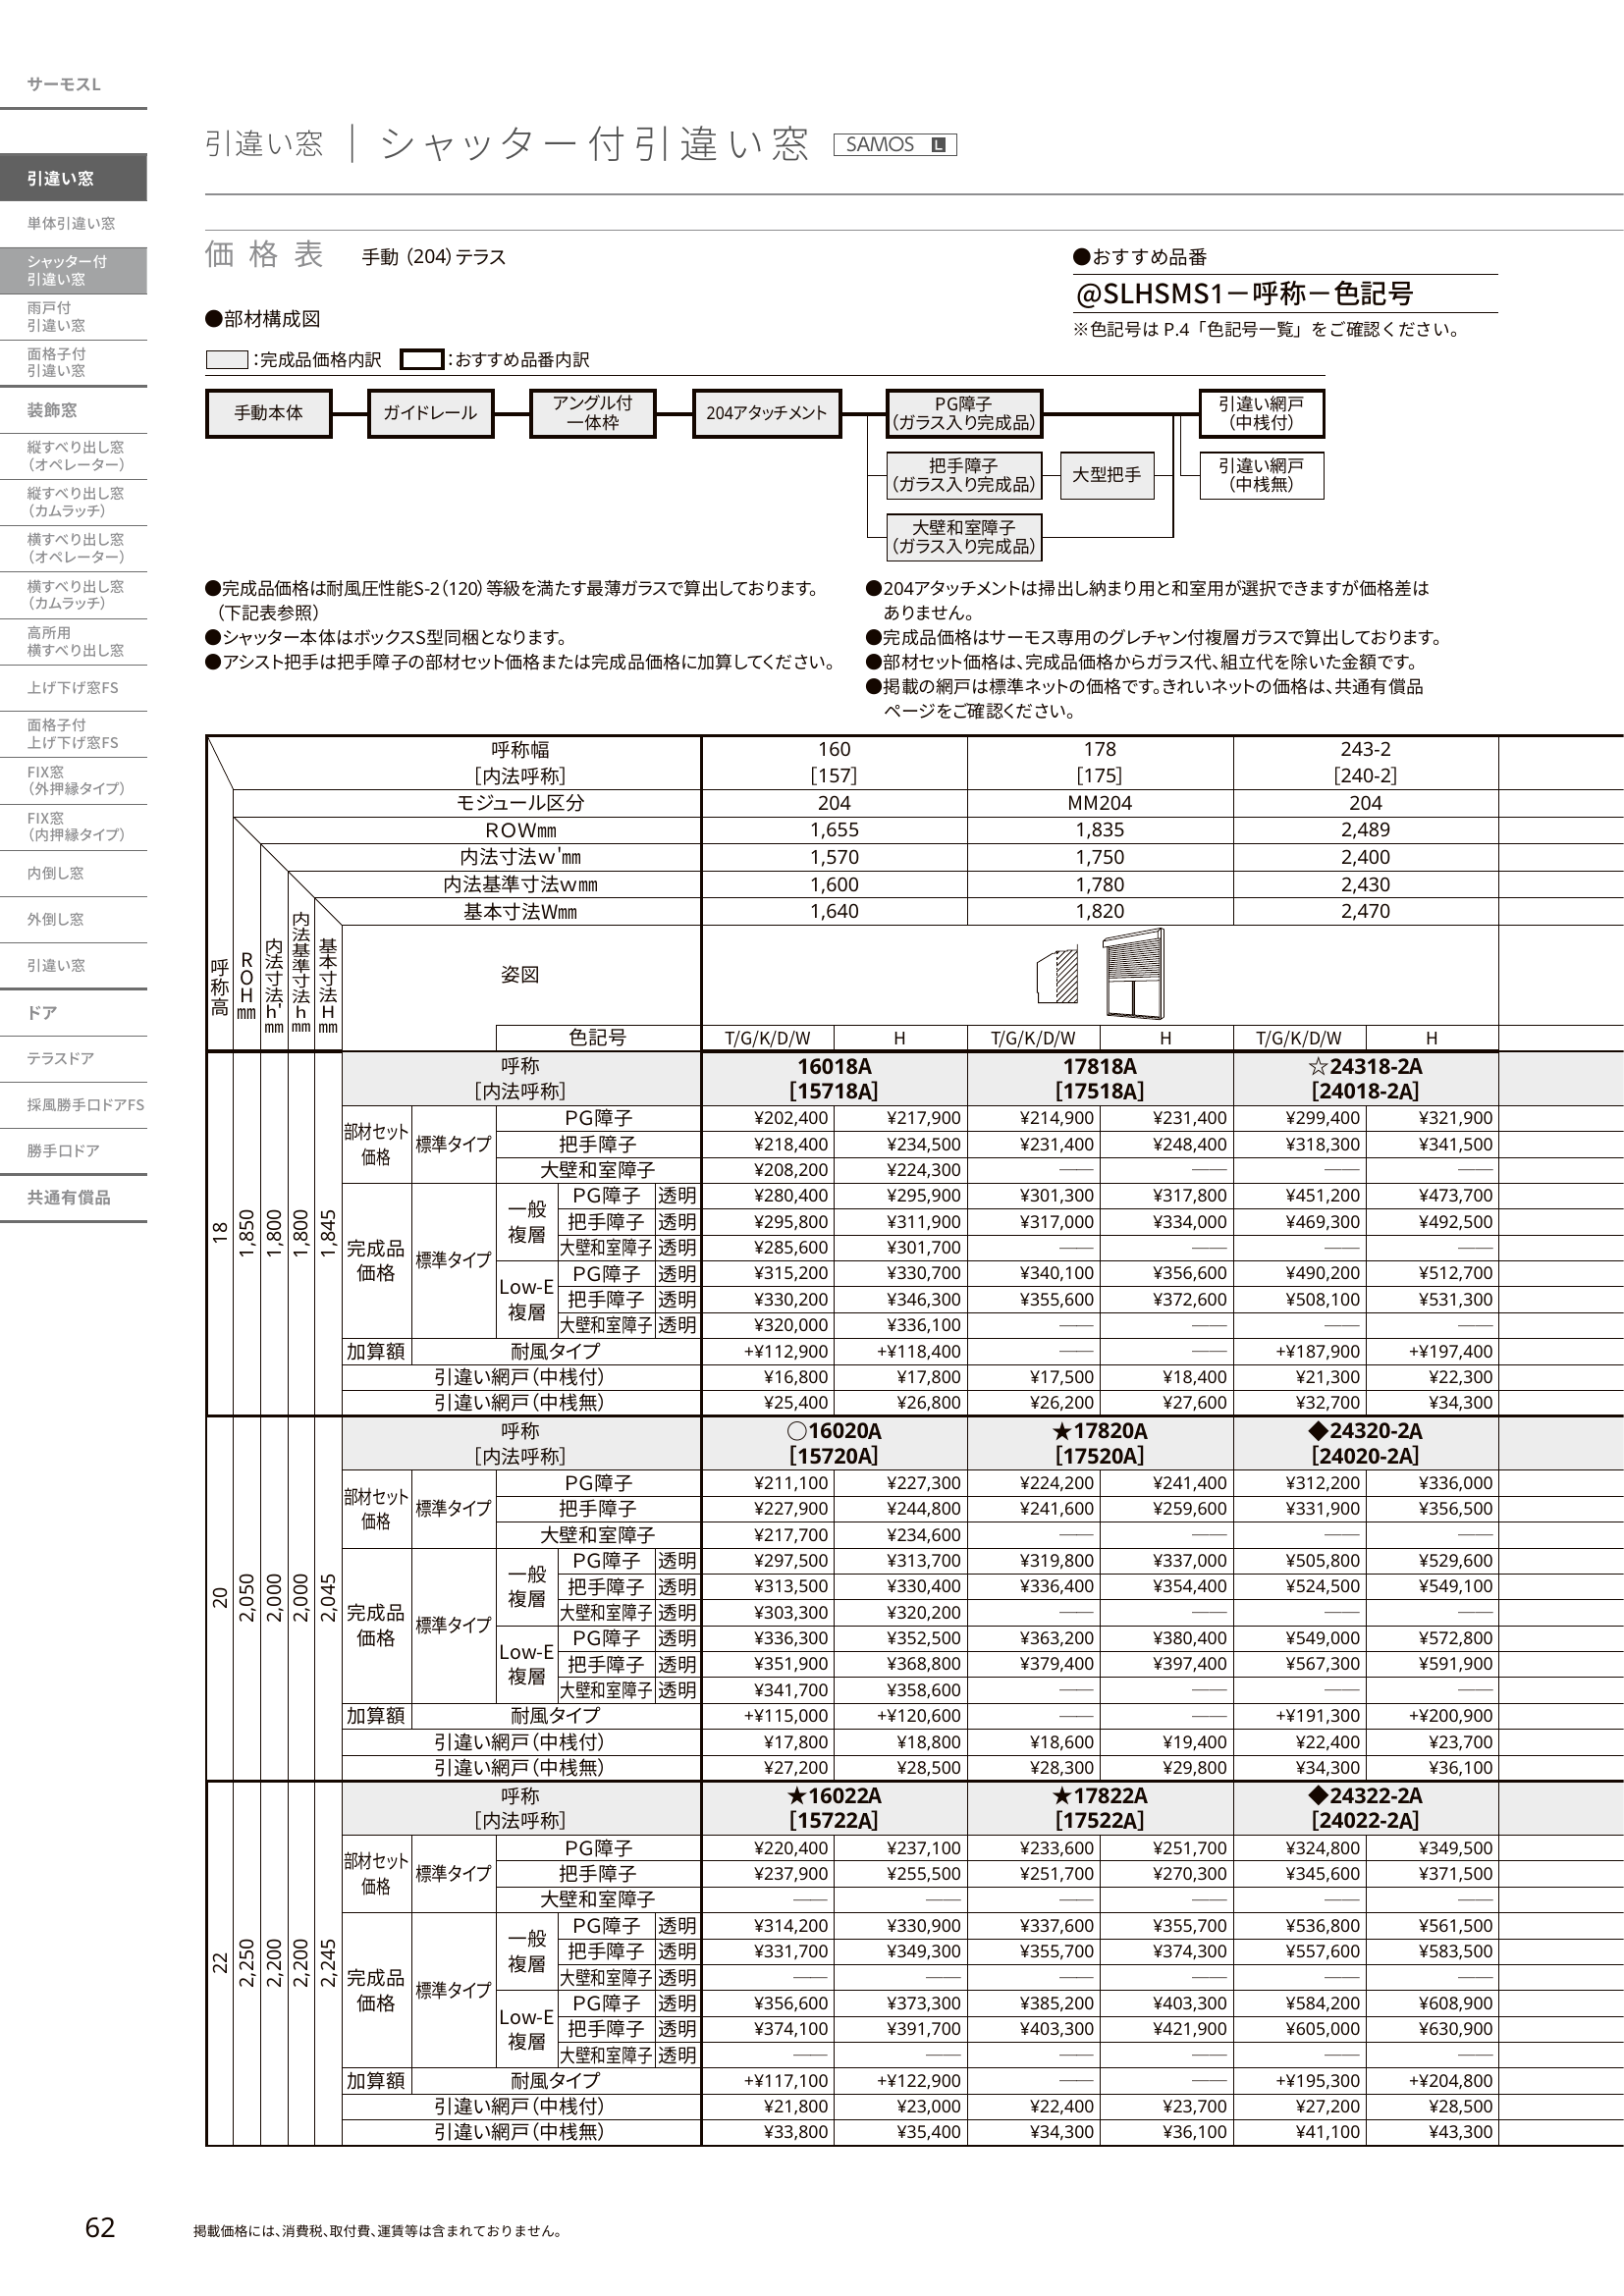 サーモスL
引違い窓
単体引違い窓
シャッター付
引違い窓
雨戸付
引違い窓
面格子付
引違い窓
装飾窓
縦すべり出し窓
（オペレーター）
縦すべり出し窓
（カムラッチ）
横すべり出し窓
（オペレーター）
横すべり出し窓
（カムラッチ）
高所用
横すべり出し窓
上げ下げ窓FS
面格子付
上げ下げ窓FS
FIX窓
（外押縁タイプ）
FIX窓
（内押縁タイプ）
内倒し窓
外倒し窓
引違い窓
ドア
テラスドア
採風勝手口ドアFS
勝手口ドア
共通有償品
引違い窓 | シャッター付引違い窓 SAMOS L
価格表 手動（204）テラス
●おすすめ品番
@SLHSMS1－呼称－色記号
※色記号は P.4「色記号一覧」をご確認ください。
●部材構成図
：完成品価格内訳 ：おすすめ品番内訳
手動本体 ガイドレール アングル付一体枠 204アタッチメント PG障子（ガラス入り完成品） 引違い網戸（中桟付）
把手障子（ガラス入り完成品） 大型把手 引違い網戸（中桟無）
大壁和室障子（ガラス入り完成品）
●完成品価格は耐風圧性能S-2（120）等級を満たす最薄ガラスで算出しております。
（下記表参照）
●シャッター本体はボックスS型同梱となります。
●アシスト把手は把手障子の部材セット価格または完成品価格に加算してください。
●204アタッチメントは掃出し納まり用と和室用が選択できますが価格差は
ありません。
●完成品価格はサーモス専用のグレチャン付複層ガラスで算出しております。
●部材セット価格は、完成品価格からガラス代、組立代を除いた金額です。
●掲載の網戸は標準ネットの価格です。きれいネットの価格は、共通有償品
ページをご確認ください。
呼称幅 160 178 243-2
［内法呼称］ ［157］ ［175］ ［240-2］
モジュール区分 204 MM204 204
ROW㎜ 1,655 1,835 2,489
内法寸法w'㎜ 1,570 1,750 2,400
内法基準寸法w㎜ 1,600 1,780 2,430
基本寸法W㎜ 1,640 1,820 2,470
呼称高 ROH㎜ 内法寸法h'㎜ 内法基準寸法h㎜ 基本寸法H㎜
姿図
色記号 T/G/K/D/W H T/G/K/D/W H T/G/K/D/W H
18 1,850 1,800 1,800 1,845
呼称 16018A 17818A ☆24318-2A
［内法呼称］ ［15718A］ ［17518A］ ［24018-2A］
部材セット価格 標準タイプ PG障子 ¥202,400 ¥217,900 ¥214,900 ¥231,400 ¥299,400 ¥321,900
把手障子 ¥218,400 ¥234,500 ¥231,400 ¥248,400 ¥318,300 ¥341,500
大壁和室障子 ¥208,200 ¥224,300 —— —— —— ——
完成品価格 標準タイプ 一般複層 PG障子 透明 ¥280,400 ¥295,900 ¥301,300 ¥317,800 ¥451,200 ¥473,700
把手障子 透明 ¥295,800 ¥311,900 ¥317,000 ¥334,000 ¥469,300 ¥492,500
大壁和室障子 透明 ¥285,600 ¥301,700 —— —— —— ——
Low-E複層 PG障子 透明 ¥315,200 ¥330,700 ¥340,100 ¥356,600 ¥490,200 ¥512,700
把手障子 透明 ¥330,200 ¥346,300 ¥355,600 ¥372,600 ¥508,100 ¥531,300
大壁和室障子 透明 ¥320,000 ¥336,100 —— —— —— ——
加算額 耐風タイプ +¥112,900 +¥118,400 —— —— +¥187,900 +¥197,400
引違い網戸（中桟付） ¥16,800 ¥17,800 ¥17,500 ¥18,400 ¥21,300 ¥22,300
引違い網戸（中桟無） ¥25,400 ¥26,800 ¥26,200 ¥27,600 ¥32,700 ¥34,300
20 2,050 2,000 2,000 2,045
呼称 ○16020A ★17820A ◆24320-2A
［内法呼称］ ［15720A］ ［17520A］ ［24020-2A］
部材セット価格 標準タイプ PG障子 ¥211,100 ¥227,300 ¥224,200 ¥241,400 ¥312,200 ¥336,000
把手障子 ¥227,900 ¥244,800 ¥241,600 ¥259,600 ¥331,900 ¥356,500
大壁和室障子 ¥217,700 ¥234,600 —— —— —— ——
完成品価格 標準タイプ 一般複層 PG障子 透明 ¥297,500 ¥313,700 ¥319,800 ¥337,000 ¥505,800 ¥529,600
把手障子 透明 ¥313,500 ¥330,400 ¥336,400 ¥354,400 ¥524,500 ¥549,100
大壁和室障子 透明 ¥303,300 ¥320,200 —— —— —— ——
Low-E複層 PG障子 透明 ¥336,300 ¥352,500 ¥363,200 ¥380,400 ¥549,000 ¥572,800
把手障子 透明 ¥351,900 ¥368,800 ¥379,400 ¥397,400 ¥567,300 ¥591,900
大壁和室障子 透明 ¥341,700 ¥358,600 —— —— —— ——
加算額 耐風タイプ +¥115,000 +¥120,600 —— —— +¥191,300 +¥200,900
引違い網戸（中桟付） ¥17,800 ¥18,800 ¥18,600 ¥19,400 ¥22,400 ¥23,700
引違い網戸（中桟無） ¥27,200 ¥28,500 ¥28,300 ¥29,800 ¥34,300 ¥36,100
22 2,250 2,200 2,200 2,245
呼称 ★16022A ★17822A ◆24322-2A
［内法呼称］ ［15722A］ ［17522A］ ［24022-2A］
部材セット価格 標準タイプ PG障子 ¥220,400 ¥237,100 ¥233,600 ¥251,700 ¥324,800 ¥349,500
把手障子 ¥237,900 ¥255,500 ¥251,700 ¥270,300 ¥345,600 ¥371,500
大壁和室障子 —— —— —— —— —— ——
完成品価格 標準タイプ 一般複層 PG障子 透明 ¥314,200 ¥330,900 ¥337,600 ¥355,700 ¥536,800 ¥561,500
把手障子 透明 ¥331,700 ¥349,300 ¥355,700 ¥374,300 ¥557,600 ¥583,500
大壁和室障子 透明 —— —— —— —— —— ——
Low-E複層 PG障子 透明 ¥356,600 ¥373,300 ¥385,200 ¥403,300 ¥584,200 ¥608,900
把手障子 透明 ¥374,100 ¥391,700 ¥403,300 ¥421,900 ¥605,000 ¥630,900
大壁和室障子 透明 —— —— —— —— —— ——
加算額 耐風タイプ +¥117,100 +¥122,900 —— —— +¥195,300 +¥204,800
引違い網戸（中桟付） ¥21,800 ¥23,000 ¥22,400 ¥23,700 ¥27,200 ¥28,500
引違い網戸（中桟無） ¥33,800 ¥35,400 ¥34,300 ¥36,100 ¥41,100 ¥43,300
62
掲載価格には、消費税、取付費、運賃等は含まれておりません。